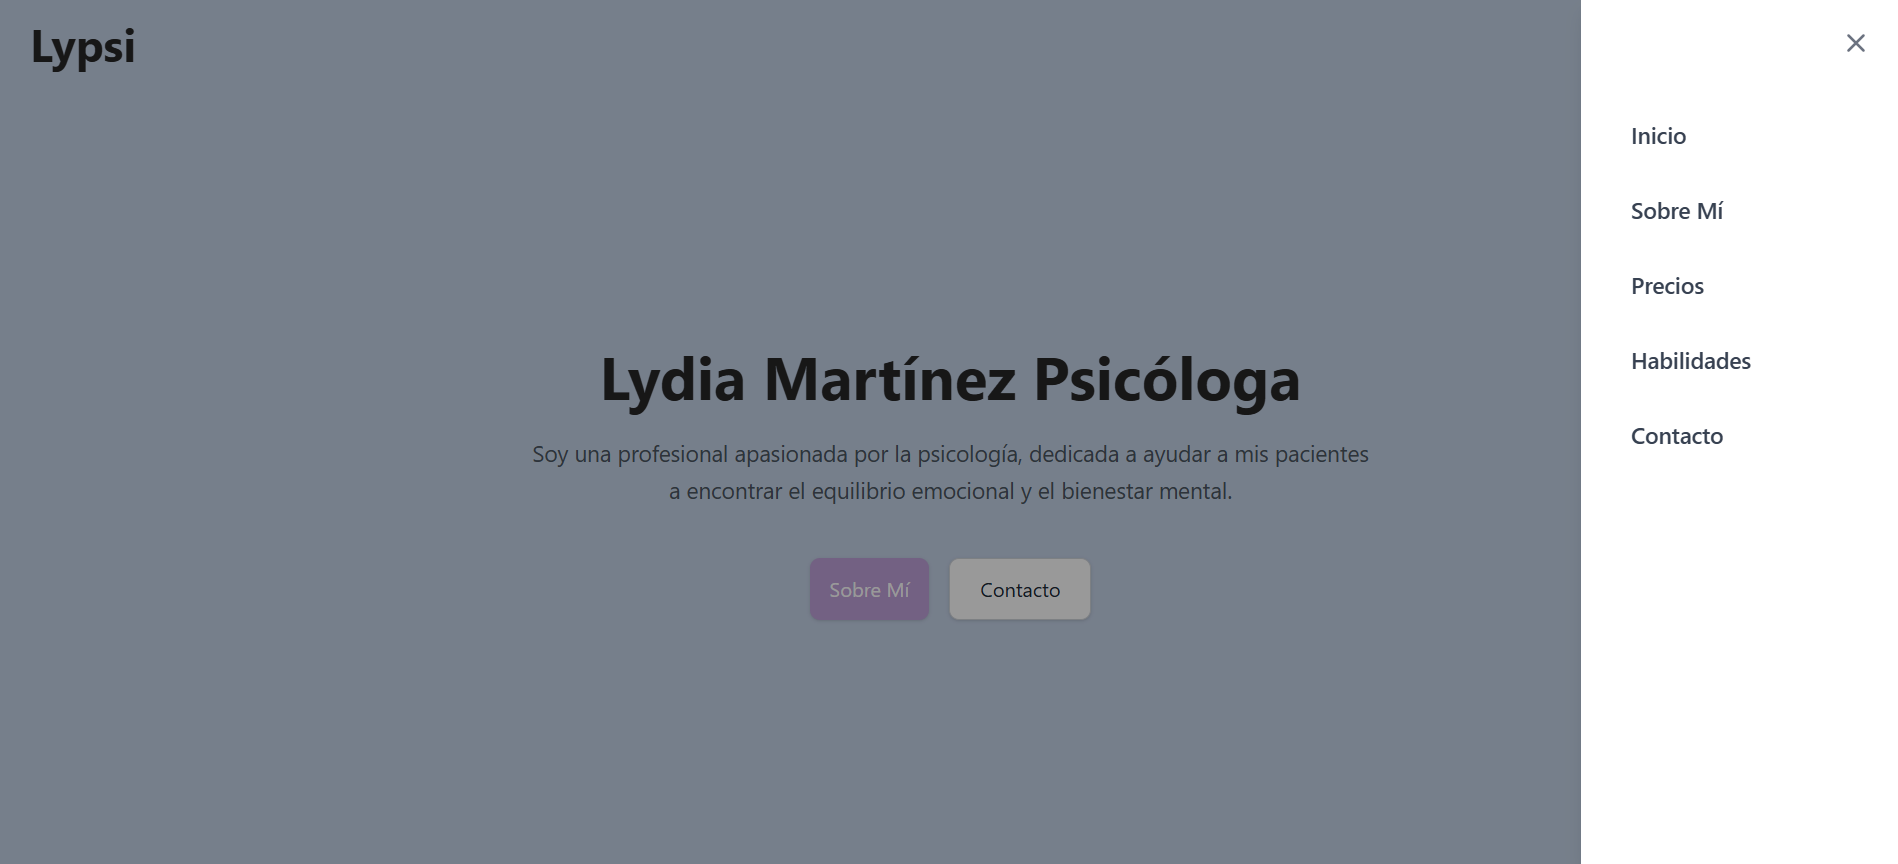 Lypsi
Lydia Martínez Psicóloga
Soy una profesional apasionada por la psicología, dedicada a ayudar a mis pacientes
a encontrar el equilibrio emocional y el bienestar mental.
Sobre Mí
Contacto
Inicio
Sobre Mí
Precios
Habilidades
Contacto